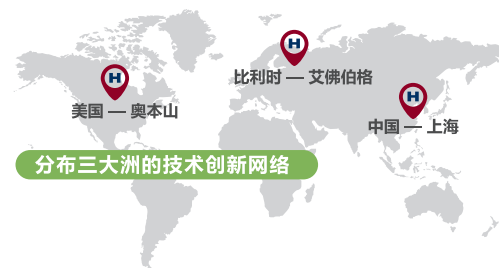 H
比利时 — 艾佛伯格
H
美国 — 奥本山
H
中国 — 上海
分布三大洲的技术创新网络